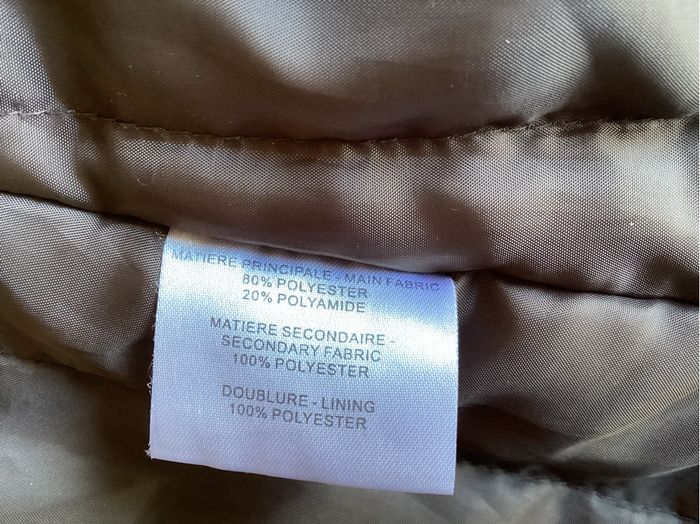 MATIERE PRINCIPALE - MAIN FABRIC
80% POLYESTER
20% POLYAMIDE
MATIERE SECONDAIRE -
SECONDARY FABRIC
100% POLYESTER
DOUBLURE - LINING
100% POLYESTER